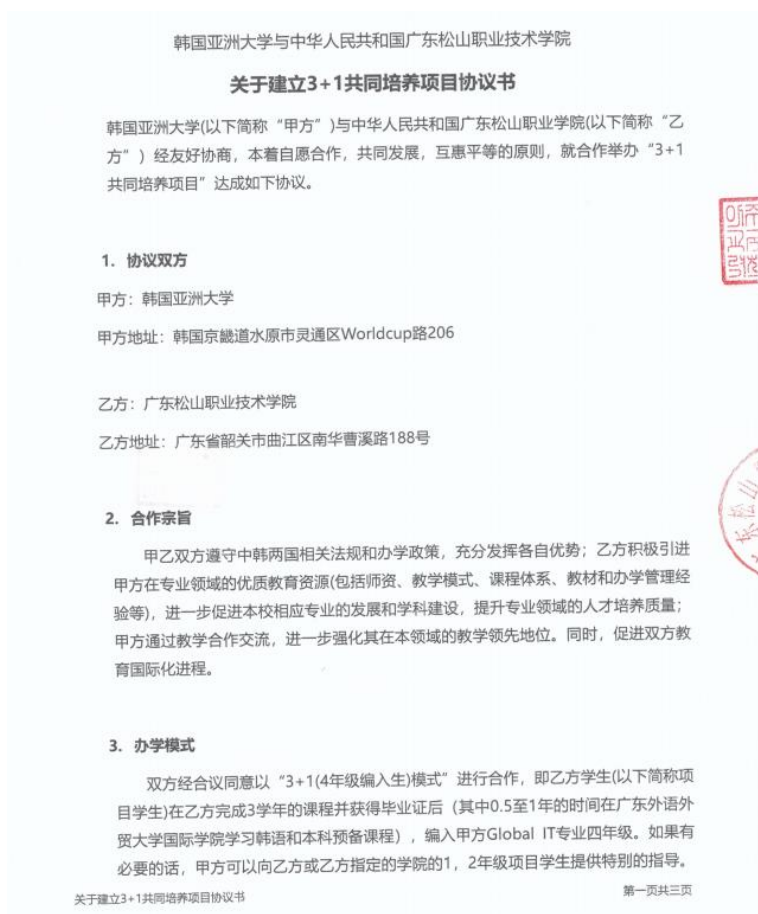 韩国亚洲大学与中华人民共和国广东松山职业技术学院
关于建立3+1共同培养项目协议书
韩国亚洲大学(以下简称“甲方”)与中华人民共和国广东松山职业学院(以下简称“乙
方”）经友好协商，本着自愿合作，共同发展，互惠平等的原则，就合作举办“3+1
共同培养项目”达成如下协议。
1. 协议双方
甲方：韩国亚洲大学
甲方地址：韩国京畿道水原市灵通区Worldcup路206
乙方：广东松山职业技术学院
乙方地址：广东省韶关市曲江区南华曹溪路188号
2. 合作宗旨
甲乙双方遵守中韩两国相关法规和办学政策，充分发挥各自优势；乙方积极引进
甲方在专业领域的优质教育资源(包括师资、教学模式、课程体系、教材和办学管理经
验等)，进一步促进本校相应专业的发展和学科建设，提升专业领域的人才培养质量；
甲方通过教学合作交流，进一步强化其在本领域的教学领先地位。同时，促进双方教
育国际化进程。
3. 办学模式
双方经合议同意以“3+1(4年级编入生)模式”进行合作，即乙方学生(以下简称项
目学生)在乙方完成3学年的课程并获得毕业证后（其中0.5至1年的时间在广东外语外
贸大学国际学院学习韩语和本科预备课程），编入甲方Global IT专业四年级。如果有
必要的话，甲方可以向乙方或乙方指定的学院的1，2年级项目学生提供特别的指导。
关于建立3+1共同培养项目协议书
第一页共三页